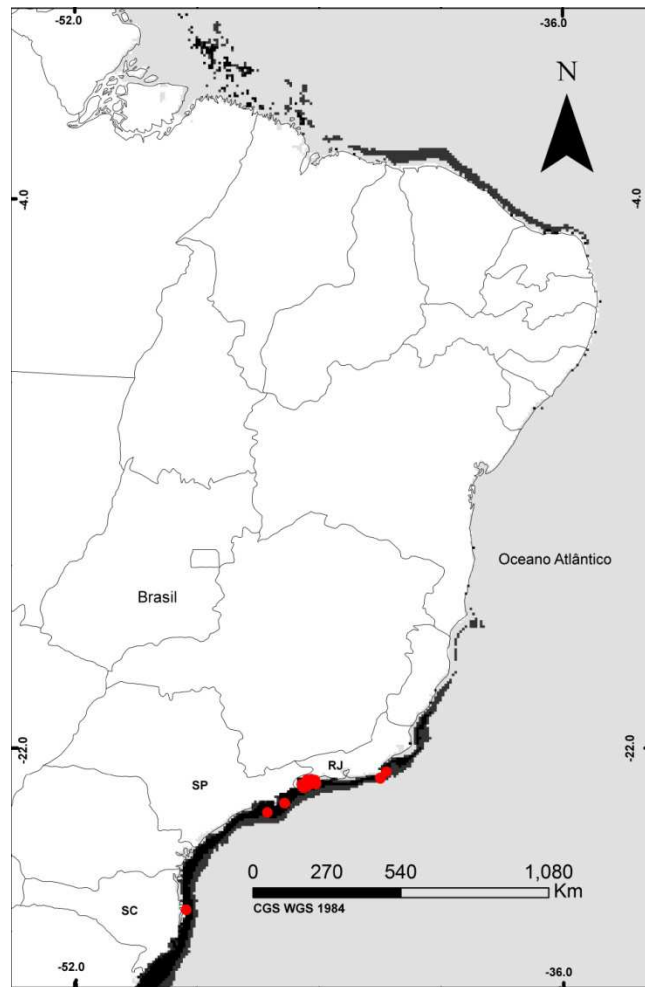 -52.0 -36.0
N
-4.0 -4.0
Oceano Atlântico
Brasil
-22.0 -22.0
RJ
SP
0 270 540 1,080
Km
CGS WGS 1984
SC
-52.0 -36.0